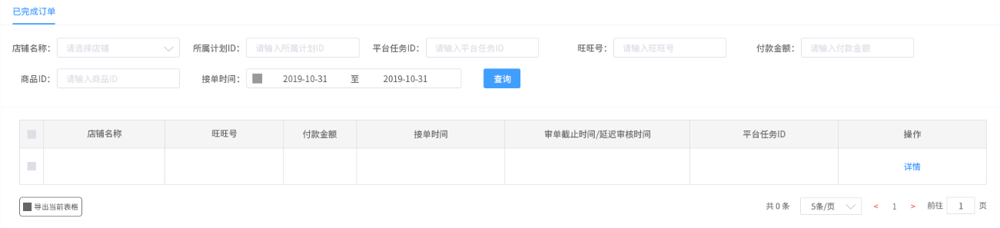 已完成订单
店铺名称: 请选择店铺 所属计划ID: 请输入所属计划ID 平台任务ID: 请输入平台任务ID 旺旺号: 请输入旺旺号 付款金额: 请输入付款金额
商品ID: 请输入商品ID 接单时间: 2019-10-31 至 2019-10-31 查询
店铺名称 旺旺号 付款金额 接单时间 审单截止时间/延迟审核时间 平台任务ID 操作
详情
导出当前表格 共 0 条 5条/页 < 1 > 前往 1 页